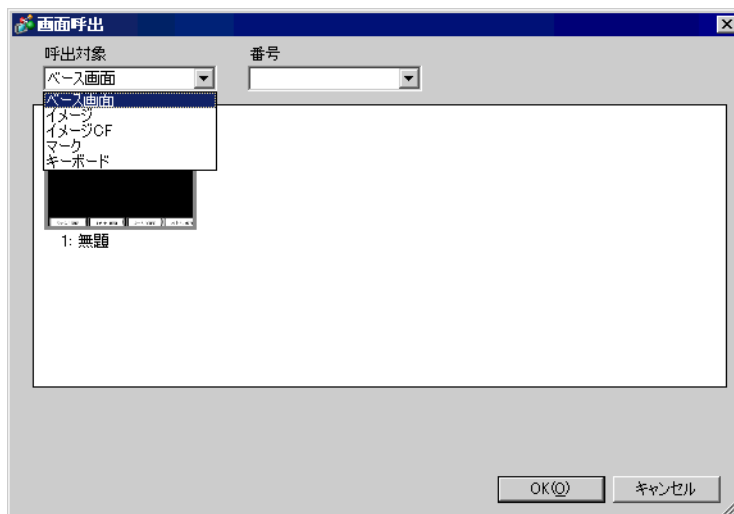 画面呼出
呼出対象 番号
ベース画面
ベース画面
イメージ
イメージCF
マーク
キーボード
1: 無題
OK(O) キャンセル